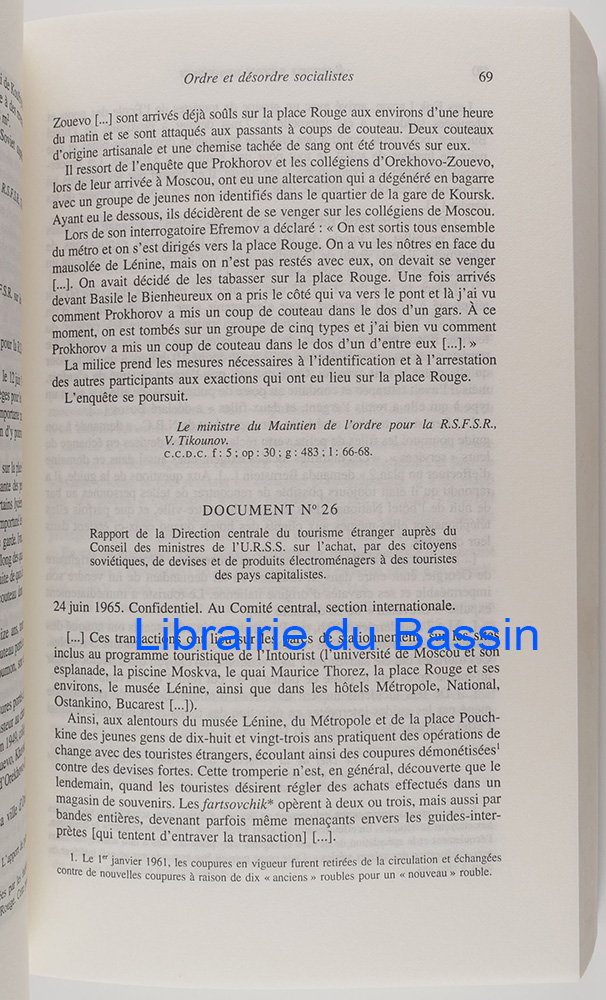 Ordre et désordre socialistes 69
Zouevo [...] sont arrivés déjà soûls sur la place Rouge aux environs d'une heure
du matin et se sont attaqués aux passants à coups de couteau. Deux couteaux
d'origine artisanale et une chemise tachée de sang ont été trouvés sur eux.
Il ressort de l'enquête que Prokhorov et les collégiens d'Orekhovo-Zouevo,
lors de leur arrivée à Moscou, ont eu une altercation qui a dégénéré en bagarre
avec un groupe de jeunes non identifiés dans le quartier de la gare de Koursk.
Ayant eu le dessous, ils décidèrent de se venger sur les collégiens de Moscou.
Lors de son interrogatoire Efremov a déclaré : « On est sortis tous ensemble
du métro et on s'est dirigés vers la place Rouge. On a vu les nôtres en face du
mausolée de Lénine, mais on n'est pas restés avec eux, on devait se venger
[...]. On avait décidé de les tabasser sur la place Rouge. Une fois arrivés
devant Basile le Bienheureux on a pris le côté qui va vers le pont et là j'ai vu
comment Prokhorov a mis un coup de couteau dans le dos d'un gars. À ce
moment, on est tombés sur un groupe de cinq types et j'ai bien vu comment
Prokhorov a mis un coup de couteau dans le dos d'un d'entre eux [...]. »
La milice prend les mesures nécessaires à l'identification et à l'arrestation
des autres participants aux exactions qui ont eu lieu sur la place Rouge.
L'enquête se poursuit.
Le ministre du Maintien de l'ordre pour la R.S.F.S.R.,
V. Tikounov.
C.C.D.C. f : 5 ; op : 30 ; g : 483 ; l : 66-68.
DOCUMENT N° 26
Rapport de la Direction centrale du tourisme étranger auprès du
Conseil des ministres de l'U.R.S.S. sur l'achat, par des citoyens
soviétiques, de devises et de produits électroménagers à des touristes
des pays capitalistes.
24 juin 1965. Confidentiel. Au Comité central, section internationale.
[...] Ces transactions ont lieu sur les parcs de stationnement, sur les sites
Librairie du Bassin
inclus au programme touristique de l'Intourist (l'université de Moscou et son
esplanade, la piscine Moskva, le quai Maurice Thorez, la place Rouge et ses
environs, le musée Lénine, ainsi que dans les hôtels Métropole, National,
Ostankino, Bucarest [...]).
Ainsi, aux alentours du musée Lénine, du Métropole et de la place Pouch-
kine des jeunes gens de dix-huit et vingt-trois ans pratiquent des opérations de
change avec des touristes étrangers, écoulant ainsi des coupures démonétisées¹
contre des devises fortes. Cette tromperie n'est, en général, découverte que le
lendemain, quand les touristes désirent régler des achats effectués dans un
magasin de souvenirs. Les fartsovchik* opèrent à deux ou trois, mais aussi par
bandes entières, devenant parfois même menaçants envers les guides-inter-
prètes [qui tentent d'entraver la transaction] [...].
1. Le 1er janvier 1961, les coupures en vigueur furent retirées de la circulation et échangées
contre de nouvelles coupures à raison de dix « anciens » roubles pour un « nouveau » rouble.